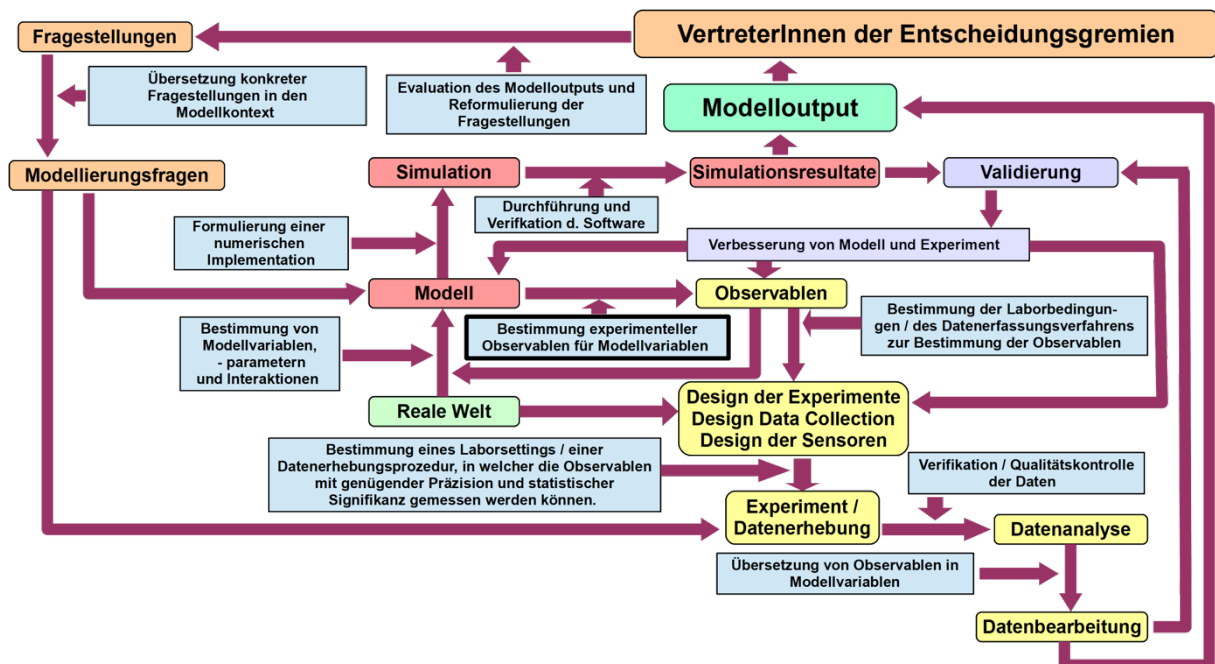 Fragestellungen
VertreterInnen der Entscheidungsgremien
Übersetzung konkreter
Fragestellungen in den
Modellkontext
Evaluation des Modelloutputs und
Reformulierung der
Fragestellungen
Modelloutput
Modellierungsfragen
Simulation
Simulationsresultate
Validierung
Durchführung und
Verifkation d. Software
Formulierung einer
numerischen
Implementation
Verbesserung von Modell und Experiment
Modell
Observablen
Bestimmung experimenteller
Observablen für Modellvariablen
Bestimmung der Laborbedingun-
gen / des Datenerfassungsverfahrens
zur Bestimmung der Observablen
Bestimmung von
Modellvariablen,
- parametern
und Interaktionen
Reale Welt
Design der Experimente
Design Data Collection
Design der Sensoren
Bestimmung eines Laborsettings / einer
Datenerhebungsprozedur, in welcher die Observablen
mit genügender Präzision und statistischer
Signifikanz gemessen werden können.
Verifikation / Qualitätskontrolle
der Daten
Experiment /
Datenerhebung
Datenanalyse
Übersetzung von Observablen in
Modellvariablen
Datenbearbeitung